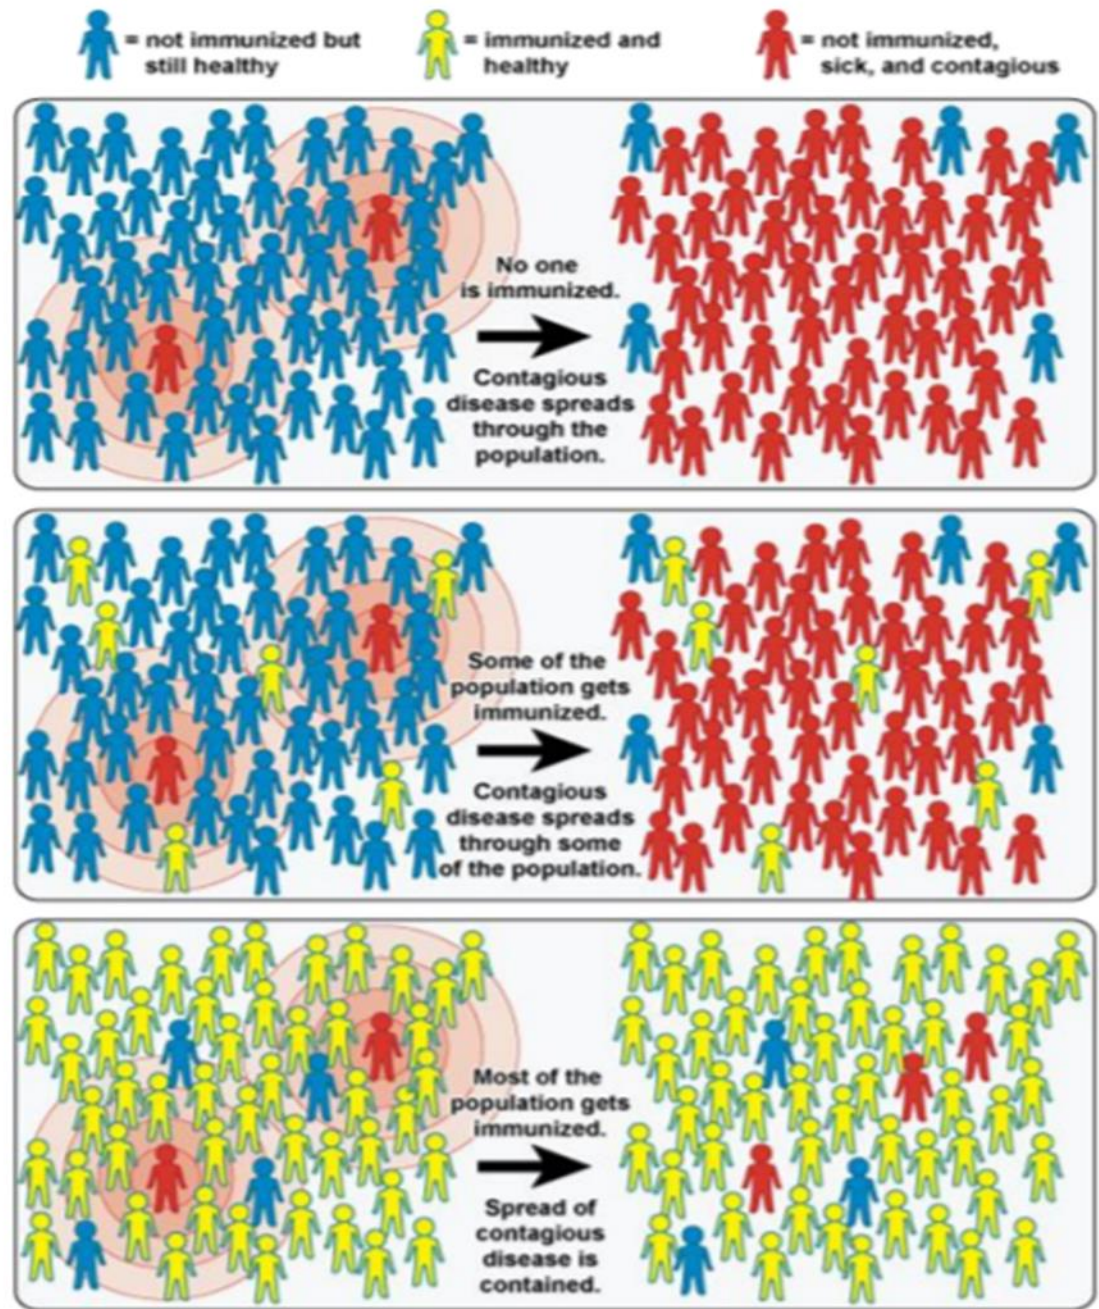 = not immunized but
still healthy
= immunized and
healthy
= not immunized,
sick, and contagious
No one
is immunized.
Contagious
disease spreads
through the
population.
Some of the
population gets
immunized.
Contagious
disease spreads
through some
of the population.
Most of the
population gets
immunized.
Spread of
contagious
disease is
contained.